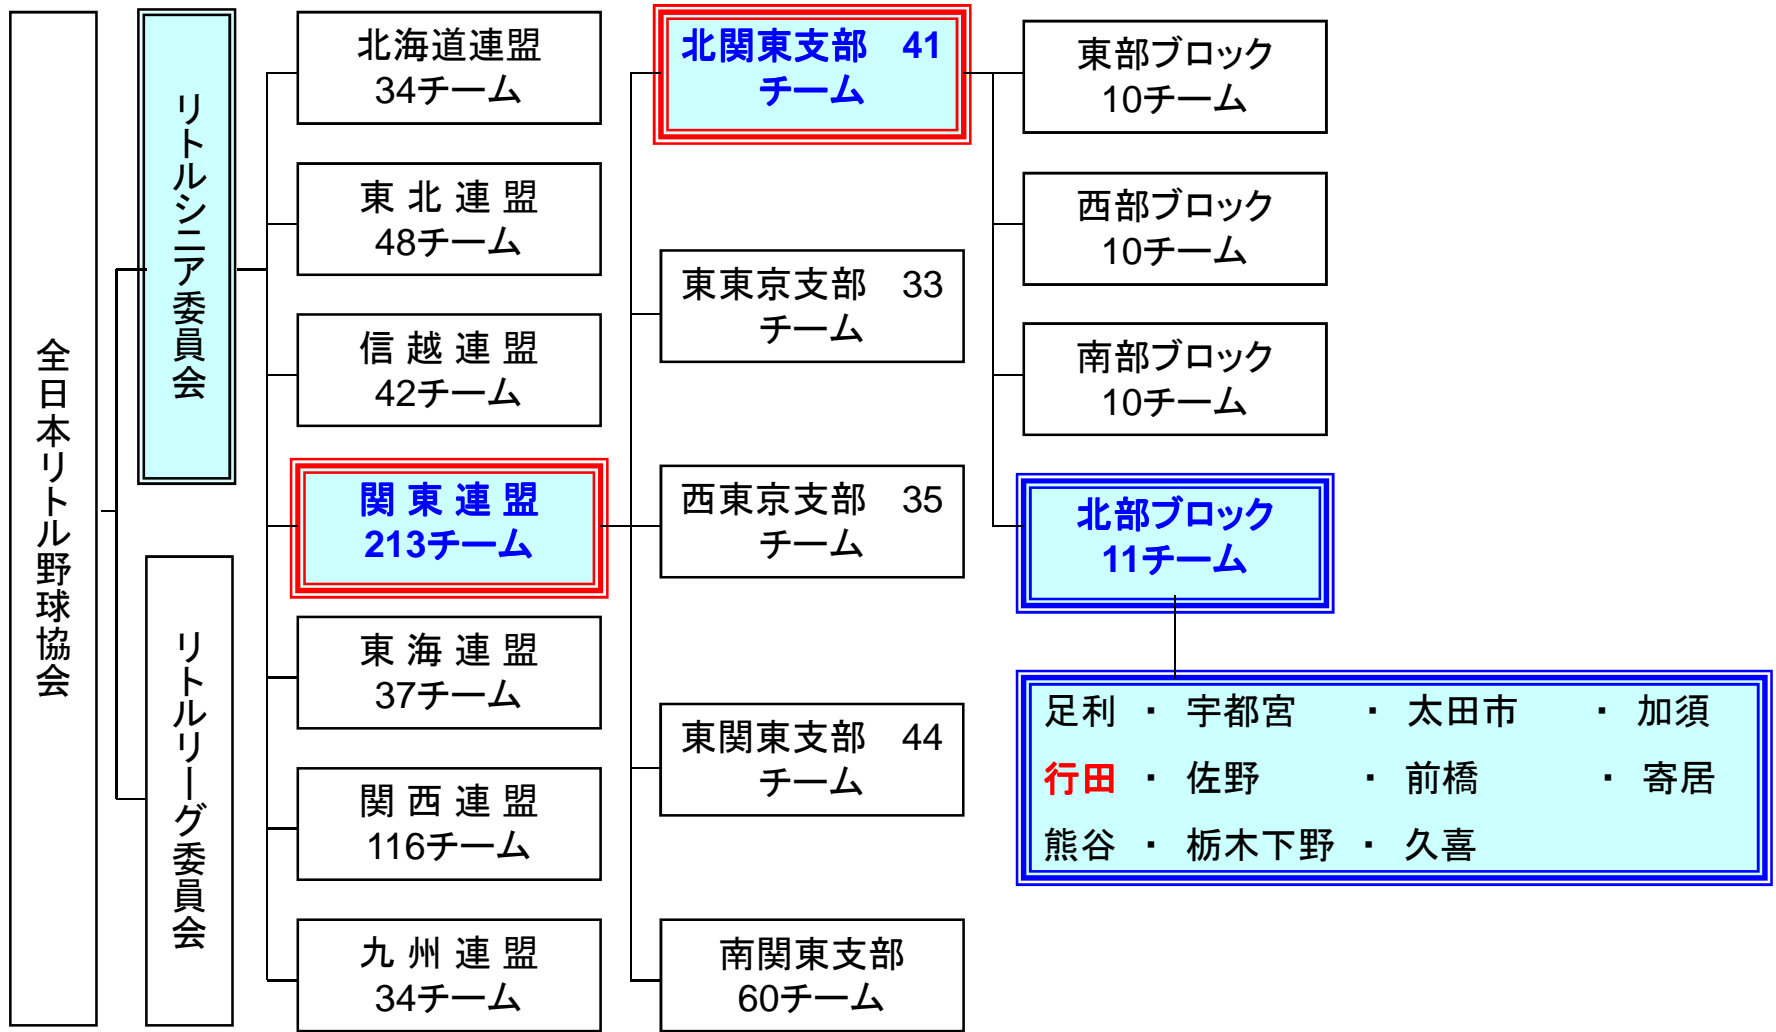 全日本リトル野球協会
リトルシニア委員会
リトルリーグ委員会
北海道連盟
34チーム
東 北 連 盟
48チーム
信 越 連 盟
42チーム
関 東 連 盟
213チーム
東 海 連 盟
37チーム
関 西 連 盟
116チーム
九 州 連 盟
34チーム
北関東支部　41
チーム
東東京支部　33
チーム
西東京支部　35
チーム
東関東支部　44
チーム
南関東支部
60チーム
東部ブロック
10チーム
西部ブロック
10チーム
南部ブロック
10チーム
北部ブロック
11チーム
足利 ・ 宇都宮 ・ 太田市 ・ 加須
行田 ・ 佐野 ・ 前橋 ・ 寄居
熊谷 ・ 栃木下野 ・ 久喜